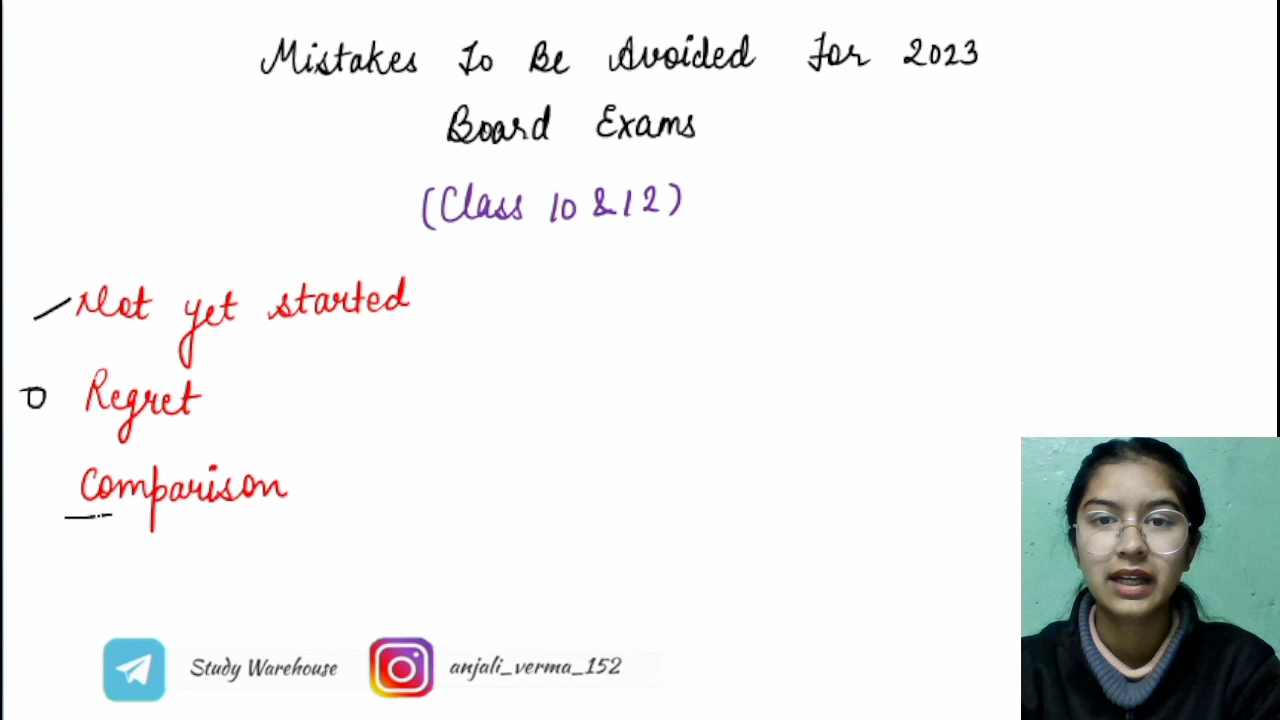 Mistakes To Be Avoided For 2023
Board Exams
(Class 10 & 12)
Not yet started
Regret
Comparison
Study Warehouse
anjali_verma_152